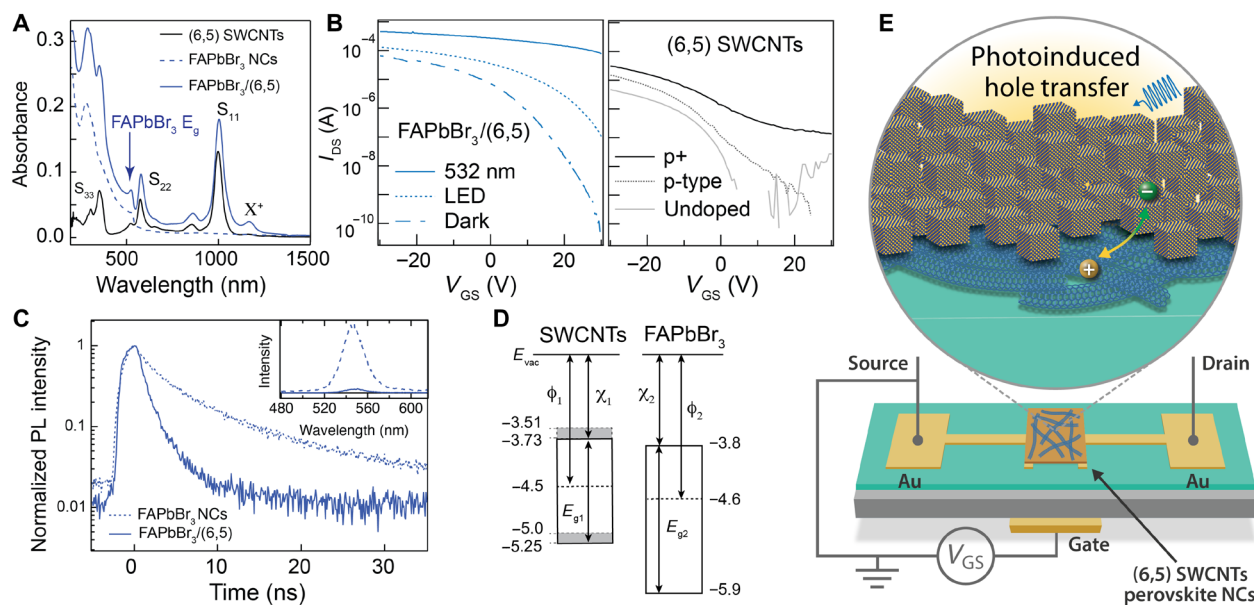 A
0.3
0.2
0.1
0.0
Absorbance
(6,5) SWCNTs
FAPbBr3 NCs
FAPbBr3/(6,5)
FAPbBr3 Eg
S11
S22
S33
X+
500
1000
1500
Wavelength (nm)
B
10−4
10−6
10−8
10−10
IDS (A)
FAPbBr3/(6,5)
532 nm
LED
Dark
−20
0
20
VGS (V)
(6,5) SWCNTs
p+
p-type
Undoped
−20
0
20
VGS (V)
C
1
0.1
0.01
Normalized PL intensity
Intensity
480
520
560
600
Wavelength (nm)
FAPbBr3 NCs
FAPbBr3/(6,5)
0
10
20
30
Time (ns)
D
SWCNTs
FAPbBr3
Evac
ϕ1
χ1
χ2
ϕ2
−3.51
−3.73
−4.5
−5.0
−5.25
Eg1
Eg2
−3.8
−4.6
−5.9
E
Photoinduced
hole transfer
−
+
Source
Drain
Au
Au
Gate
VGS
(6,5) SWCNTs
perovskite NCs